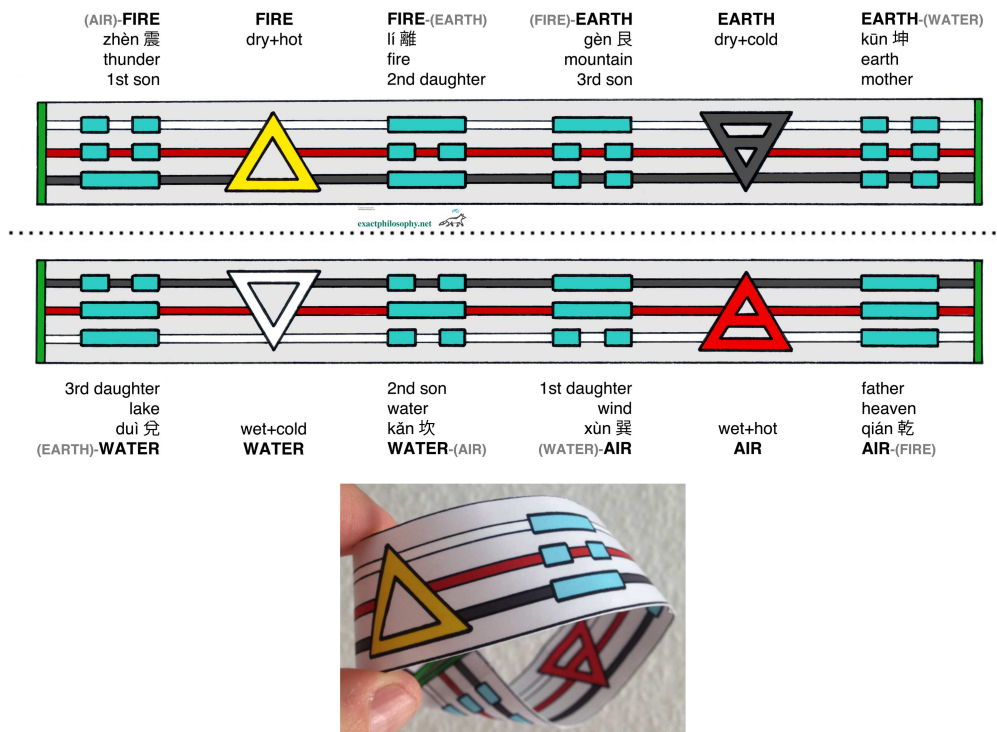 (AIR)-FIRE FIRE FIRE-(EARTH) (FIRE)-EARTH EARTH EARTH-(WATER)
zhèn 震 dry+hot lí 離 gèn 艮 dry+cold kūn 坤
thunder fire mountain earth
1st son 2nd daughter 3rd son mother
exactphilosophy.net
3rd daughter 2nd son 1st daughter father
lake water wind heaven
duì 兌 wet+cold kǎn 坎 xùn 巽 wet+hot qián 乾
(EARTH)-WATER WATER WATER-(AIR) (WATER)-AIR AIR AIR-(FIRE)